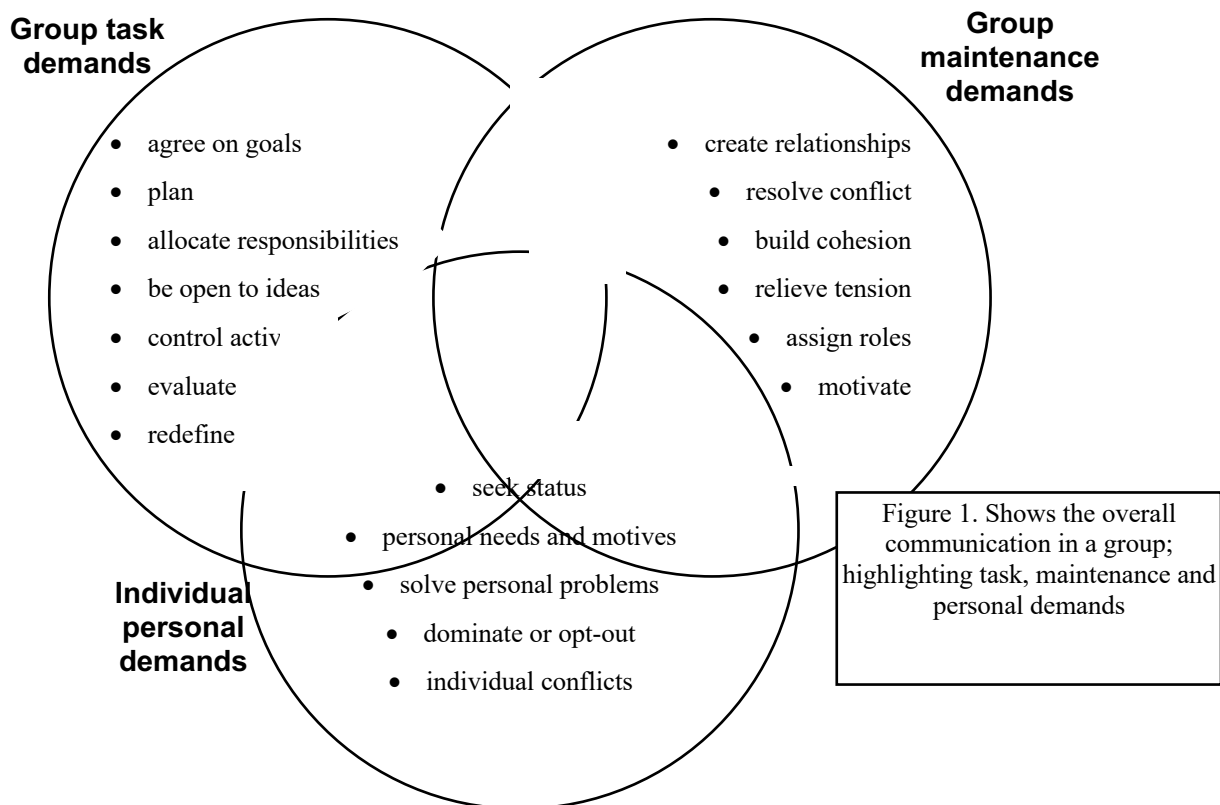 Group task
demands
Group
maintenance
demands
• agree on goals
• plan
• allocate responsibilities
• be open to ideas
• control activ
• evaluate
• redefine
• create relationships
• resolve conflict
• build cohesion
• relieve tension
• assign roles
• motivate
• seek status
• personal needs and motives
• solve personal problems
• dominate or opt-out
• individual conflicts
Individual
personal
demands
Figure 1. Shows the overall
communication in a group;
highlighting task, maintenance and
personal demands